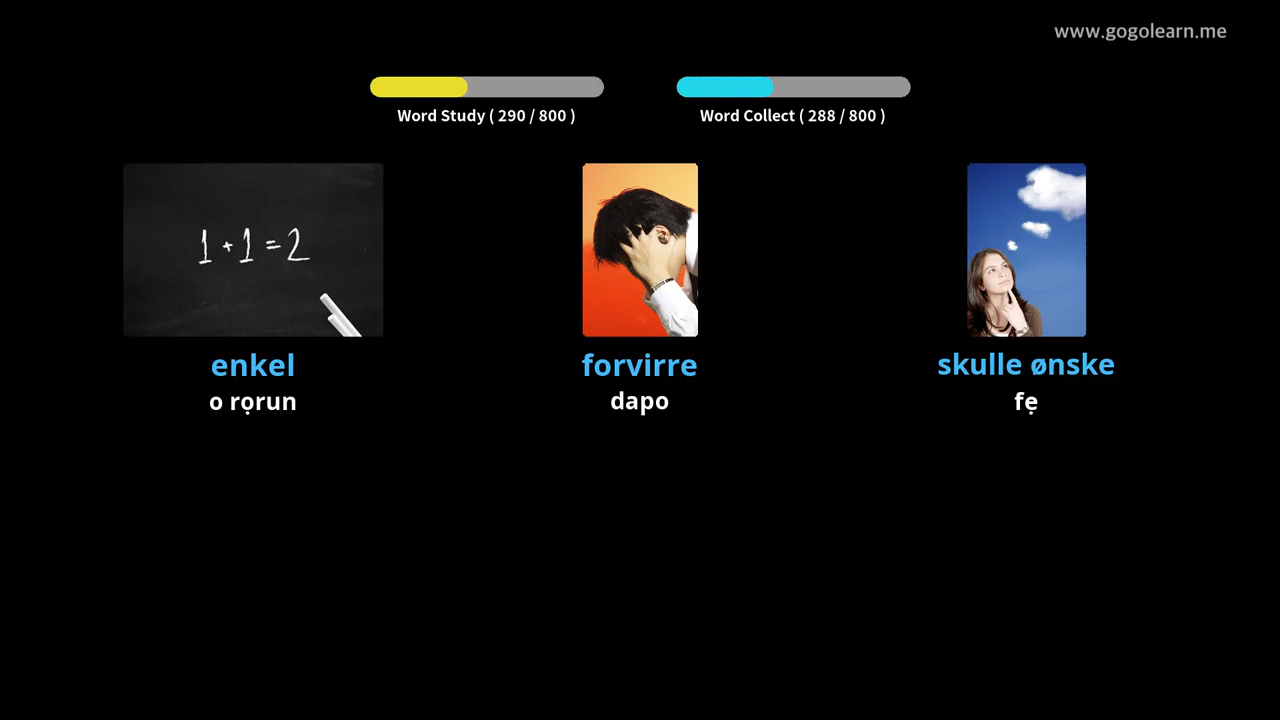 www.gogolearn.me
Word Study ( 290 / 800 )
Word Collect ( 288 / 800 )
1 + 1 = 2
enkel
forvirre
skulle ønske
o rọrun
dapo
fẹ